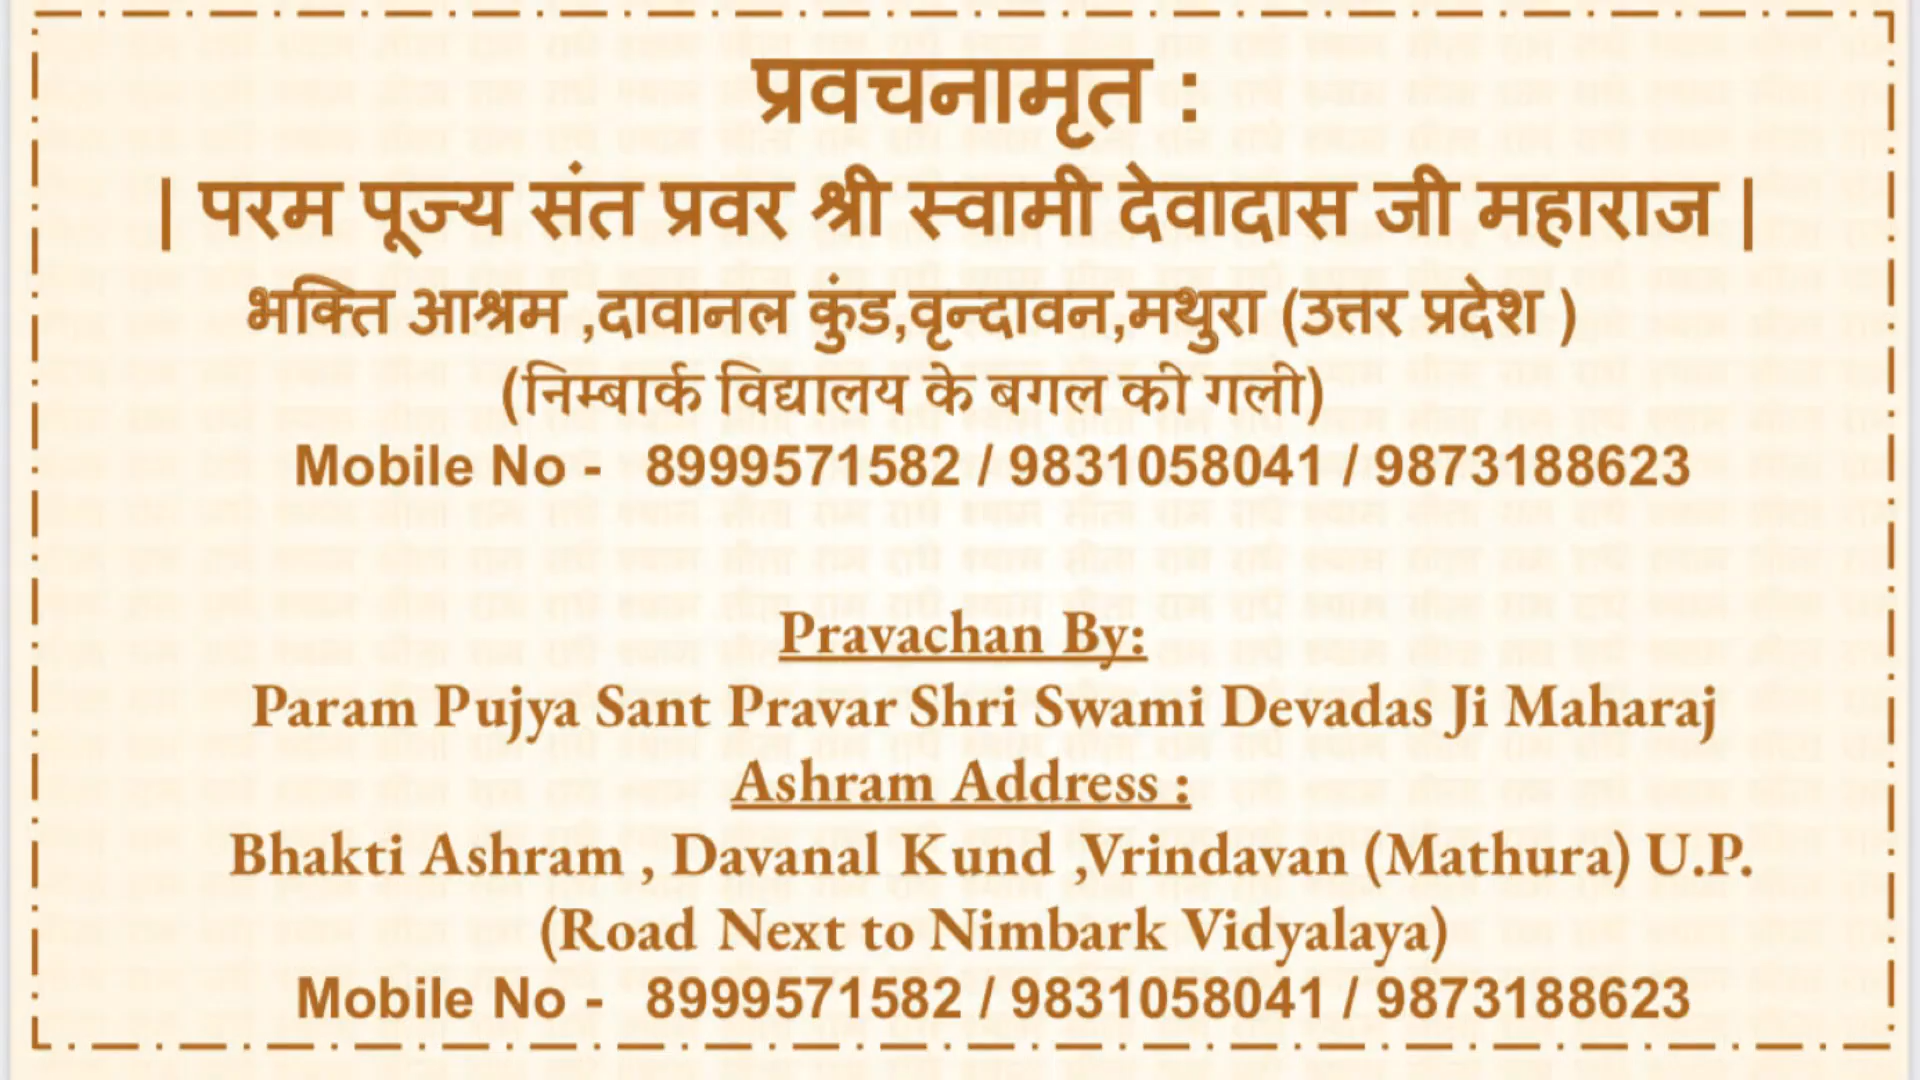 प्रवचनामृत :
| परम पूज्य संत प्रवर श्री स्वामी देवादास जी महाराज |
भक्ति आश्रम ,दावानल कुंड,वृन्दावन,मथुरा (उत्तर प्रदेश )
(निम्बार्क विद्यालय के बगल की गली)
Mobile No - 8999571582 / 9831058041 / 9873188623
Pravachan By:
Param Pujya Sant Pravar Shri Swami Devadas Ji Maharaj
Ashram Address :
Bhakti Ashram , Davanal Kund ,Vrindavan (Mathura) U.P.
(Road Next to Nimbark Vidyalaya)
Mobile No - 8999571582 / 9831058041 / 9873188623